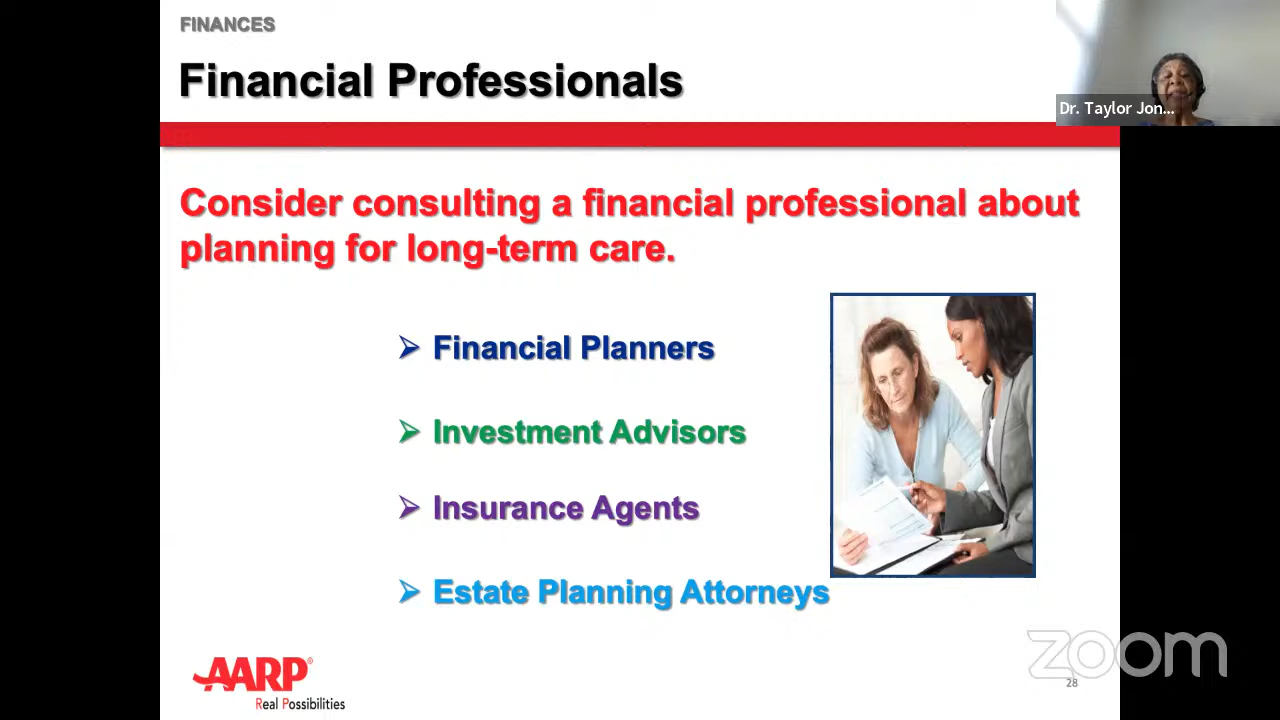 FINANCES
Financial Professionals
Dr. Taylor Jon...
Consider consulting a financial professional about
planning for long-term care.
Financial Planners
Investment Advisors
Insurance Agents
Estate Planning Attorneys
AARP®
Real Possibilities
zoom
28